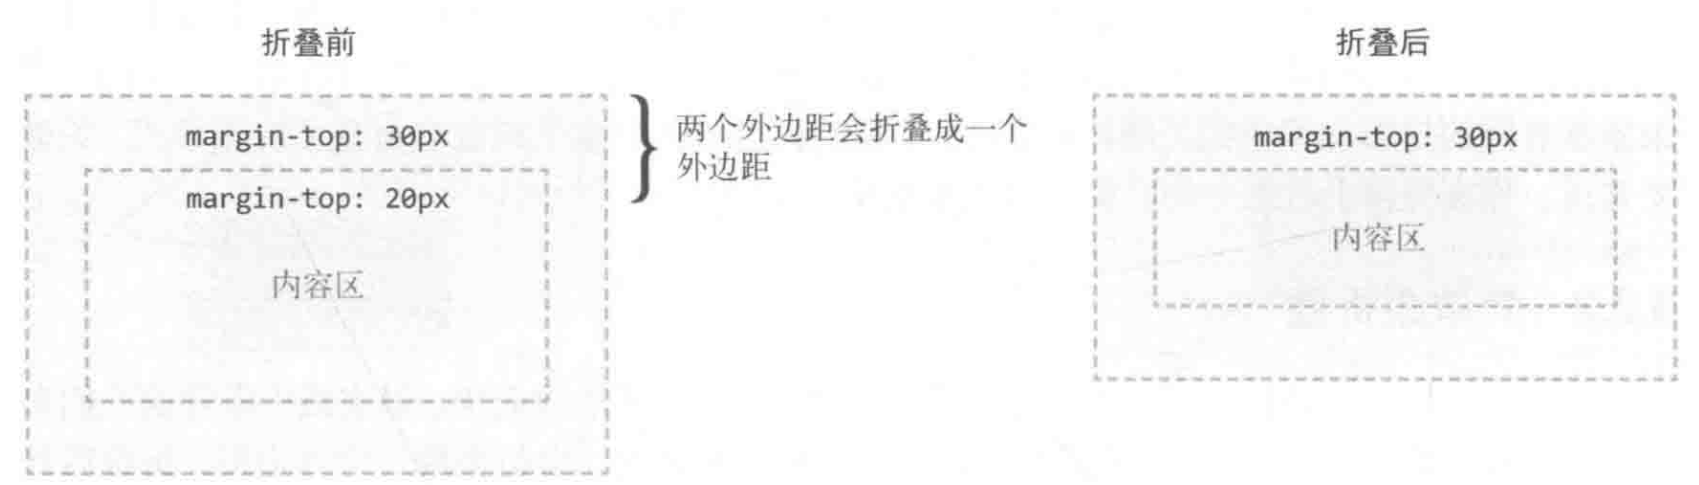 折叠前
margin-top: 30px
margin-top: 20px
内容区
两个外边距会折叠成一个
外边距
折叠后
margin-top: 30px
内容区